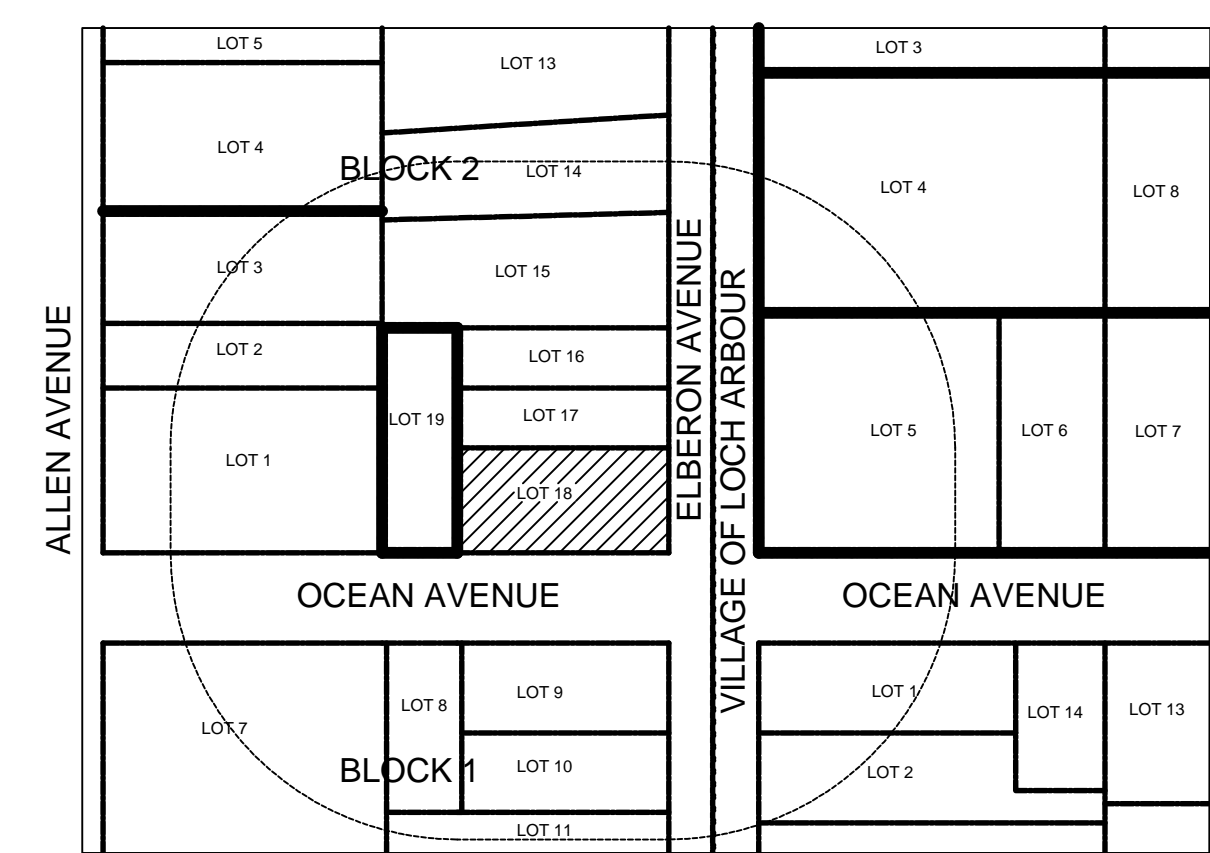 LOT 5
LOT 13
LOT 3
LOT 4
BLOCK 2
LOT 14
LOT 4
LOT 8
LOT 3
LOT 15
LOT 2
LOT 16
LOT 19
LOT 17
LOT 1
LOT 18
LOT 5
LOT 6
LOT 7
ALLEN AVENUE
ELBERON AVENUE
VILLAGE OF LOCH ARBOUR
OCEAN AVENUE
OCEAN AVENUE
LOT 7
LOT 8
LOT 9
LOT 10
BLOCK 1
LOT 11
LOT 1
LOT 14
LOT 13
LOT 2